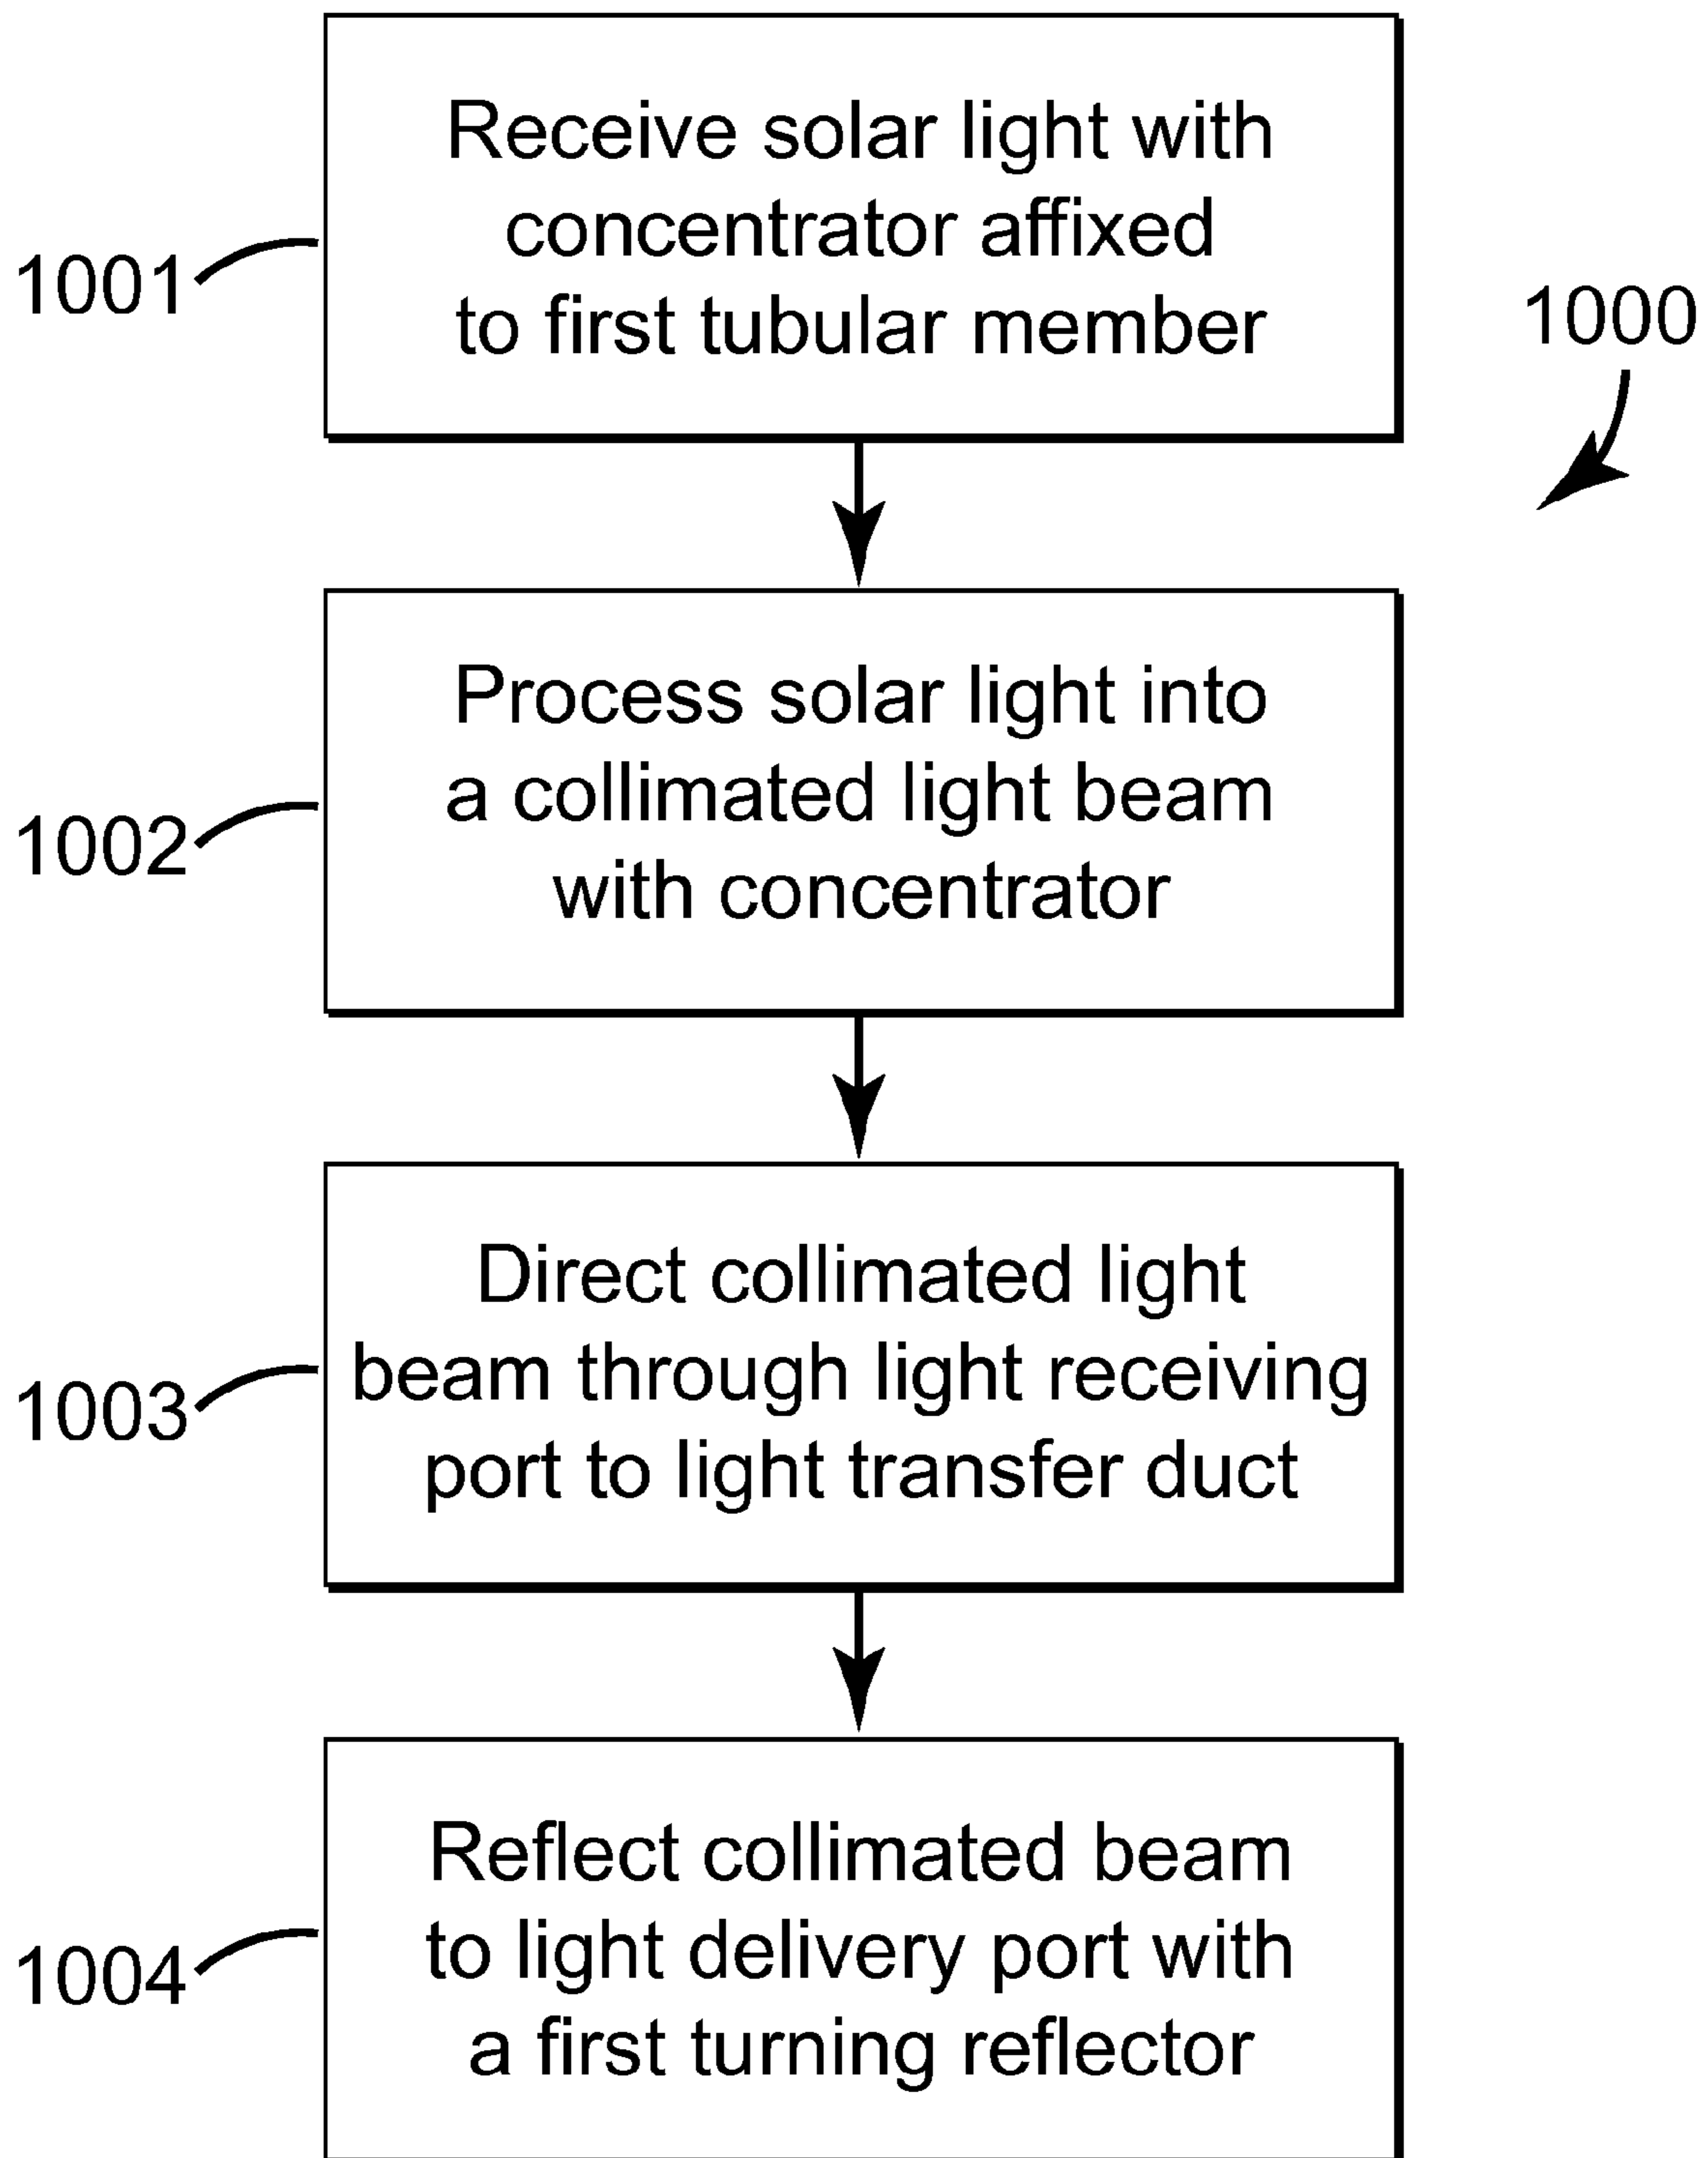 Receive solar light with
concentrator affixed
to first tubular member
1001
1000
Process solar light into
a collimated light beam
with concentrator
1002
Direct collimated light
beam through light receiving
port to light transfer duct
1003
Reflect collimated beam
to light delivery port with
a first turning reflector
1004